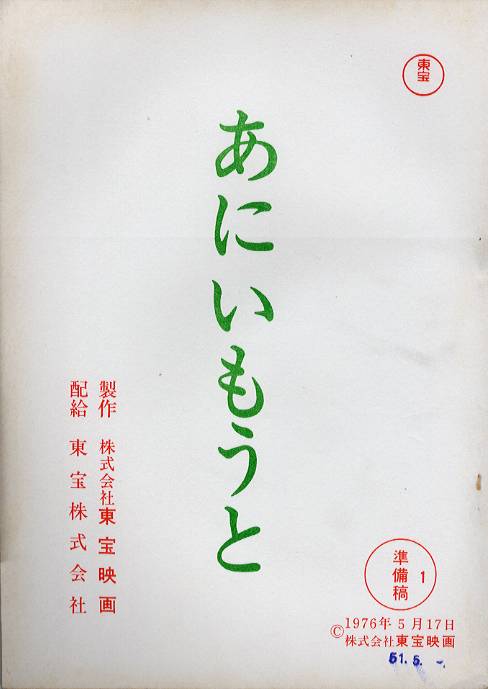 東宝
あにいもうと
製作 株式会社東宝映画
配給 東宝株式会社
準備稿 1
©1976年5月17日
株式会社東宝映画
51.5.-.